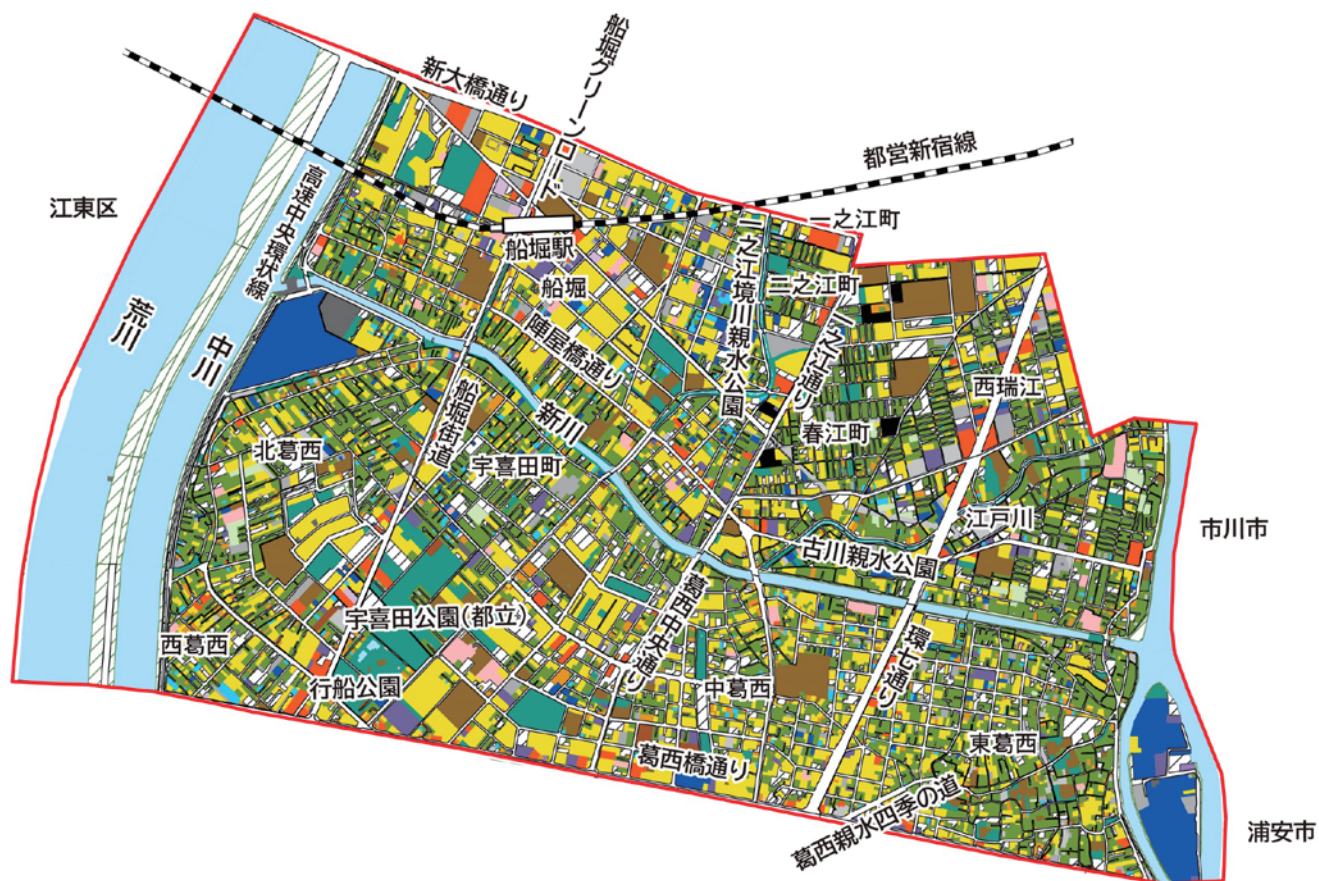 船堀グリーンロード
新大橋通り
都営新宿線
江東区
高速中央環状線
一之江町
船堀駅
船堀
二之江町
一之江境川親水公園
荒川
中川
陣屋橋通り
一之江通り
西瑞江
船堀街道
新川
春江町
北葛西
宇喜田町
江戸川
市川市
古川親水公園
宇喜田公園(都立)
葛西中央通り
環七通り
西葛西
行船公園
中葛西
東葛西
葛西橋通り
葛西親水四季の道
浦安市